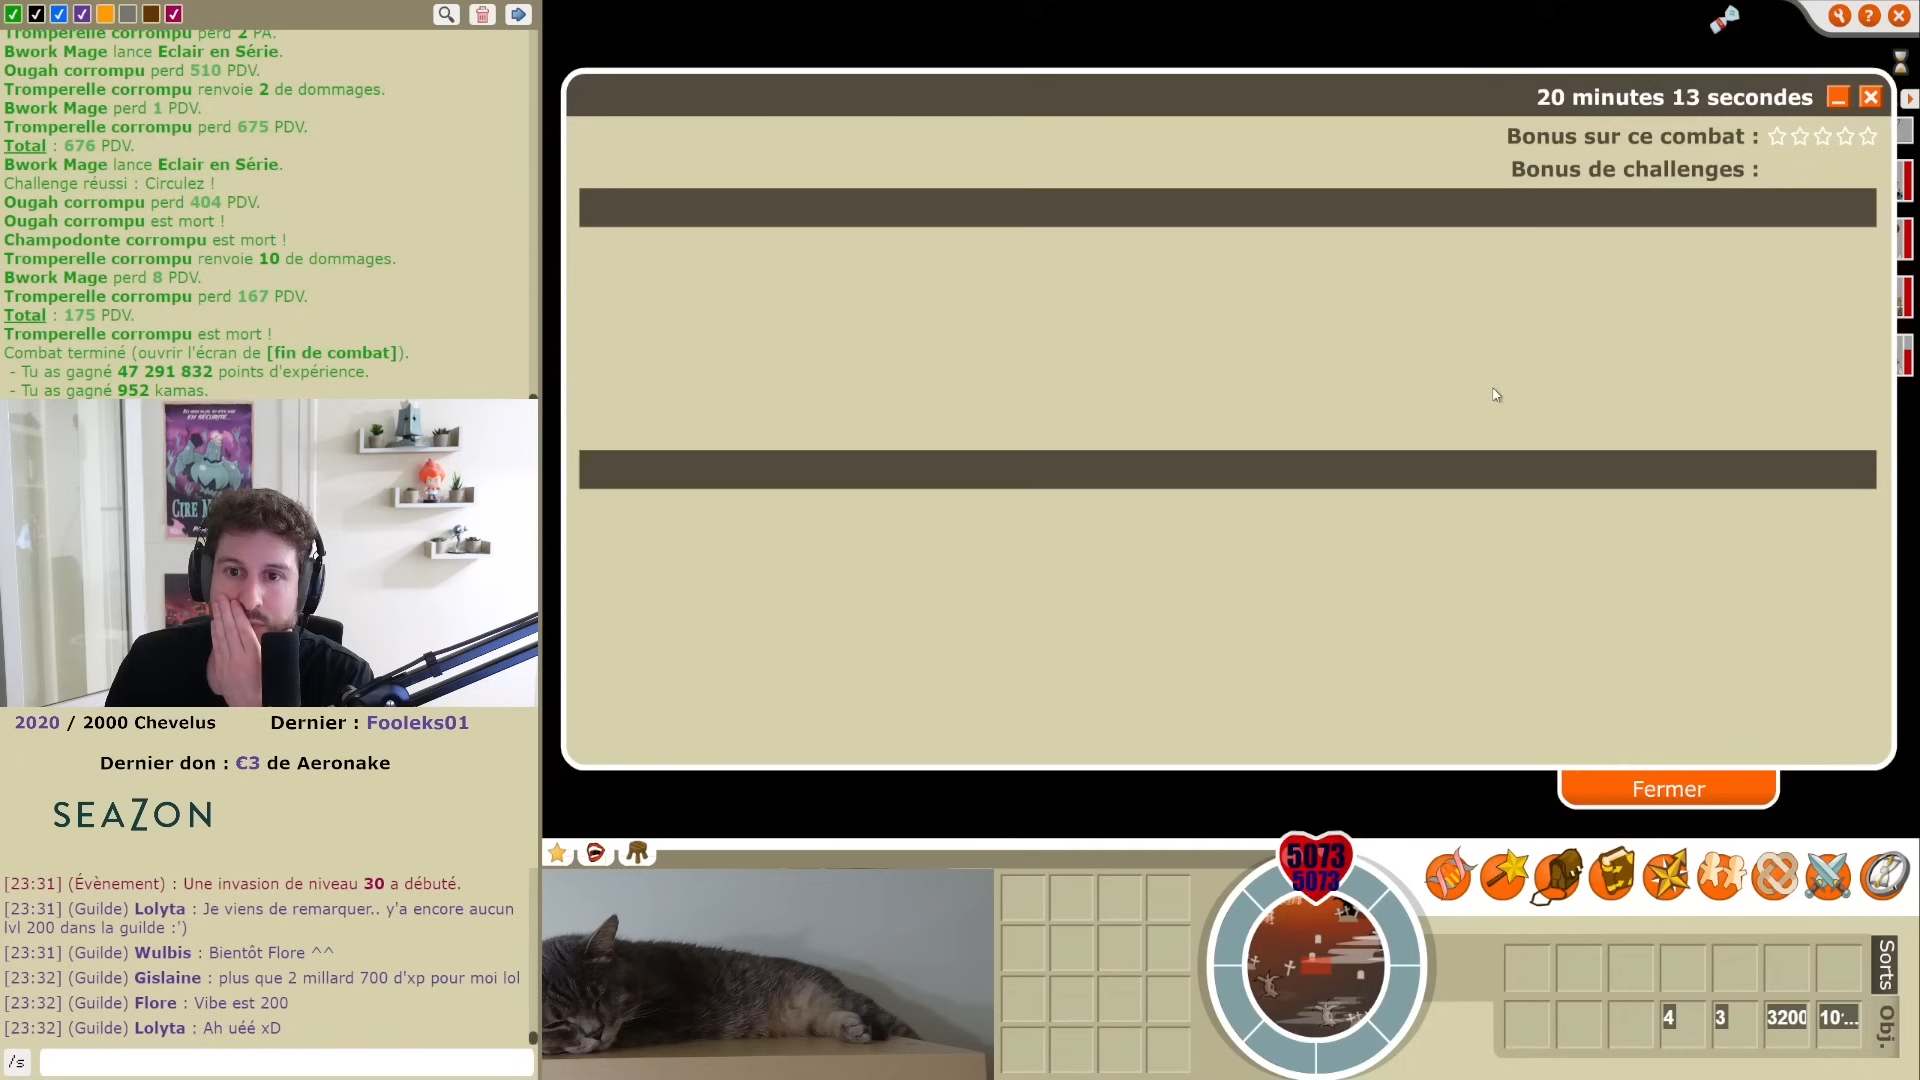 Tromperelle corrompu perd 2 PA.
Bwork Mage lance Eclair en Série.
Ougah corrompu perd 510 PDV.
Tromperelle corrompu renvoie 2 de dommages.
Bwork Mage perd 1 PDV.
Tromperelle corrompu perd 675 PDV.
Total : 676 PDV.
Bwork Mage lance Eclair en Série.
Challenge réussi : Circulez !
Ougah corrompu perd 404 PDV.
Ougah corrompu est mort !
Champodonte corrompu est mort !
Tromperelle corrompu renvoie 10 de dommages.
Bwork Mage perd 8 PDV.
Tromperelle corrompu perd 167 PDV.
Total : 175 PDV.
Tromperelle corrompu est mort !
Combat terminé (ouvrir l'écran de [fin de combat]).
- Tu as gagné 47 291 832 points d'expérience.
- Tu as gagné 952 kamas.
20 minutes 13 secondes
Bonus sur ce combat :
Bonus de challenges :
EN SÉCURITÉ...
2020 / 2000 Chevelus
Dernier : Fooleks01
Dernier don : €3 de Aeronake
SEAZON
Fermer
[23:31] (Évènement) : Une invasion de niveau 30 a débuté.
[23:31] (Guilde) Lolyta : Je viens de remarquer.. y'a encore aucun
lvl 200 dans la guilde :')
[23:31] (Guilde) Wulbis : Bientôt Flore ^^
[23:32] (Guilde) Gislaine : plus que 2 millard 700 d'xp pour moi lol
[23:32] (Guilde) Flore : Vibe est 200
[23:32] (Guilde) Lolyta : Ah uéé xD
/s
5073
5073
Sorts
Obj.
4
3
3200
10'...